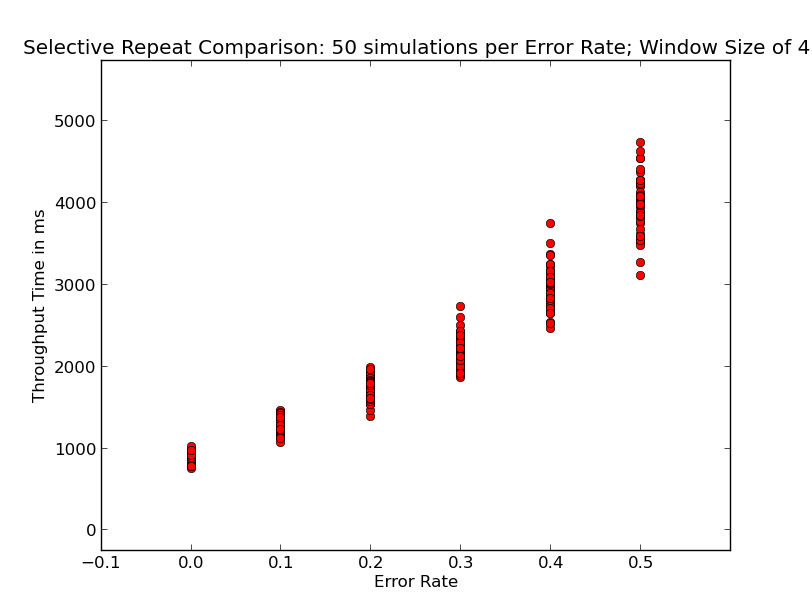 Selective Repeat Comparison: 50 simulations per Error Rate; Window Size of 4
5000
4000
3000
2000
1000
0
Throughput Time in ms
−0.1 0.0 0.1 0.2 0.3 0.4 0.5
Error Rate